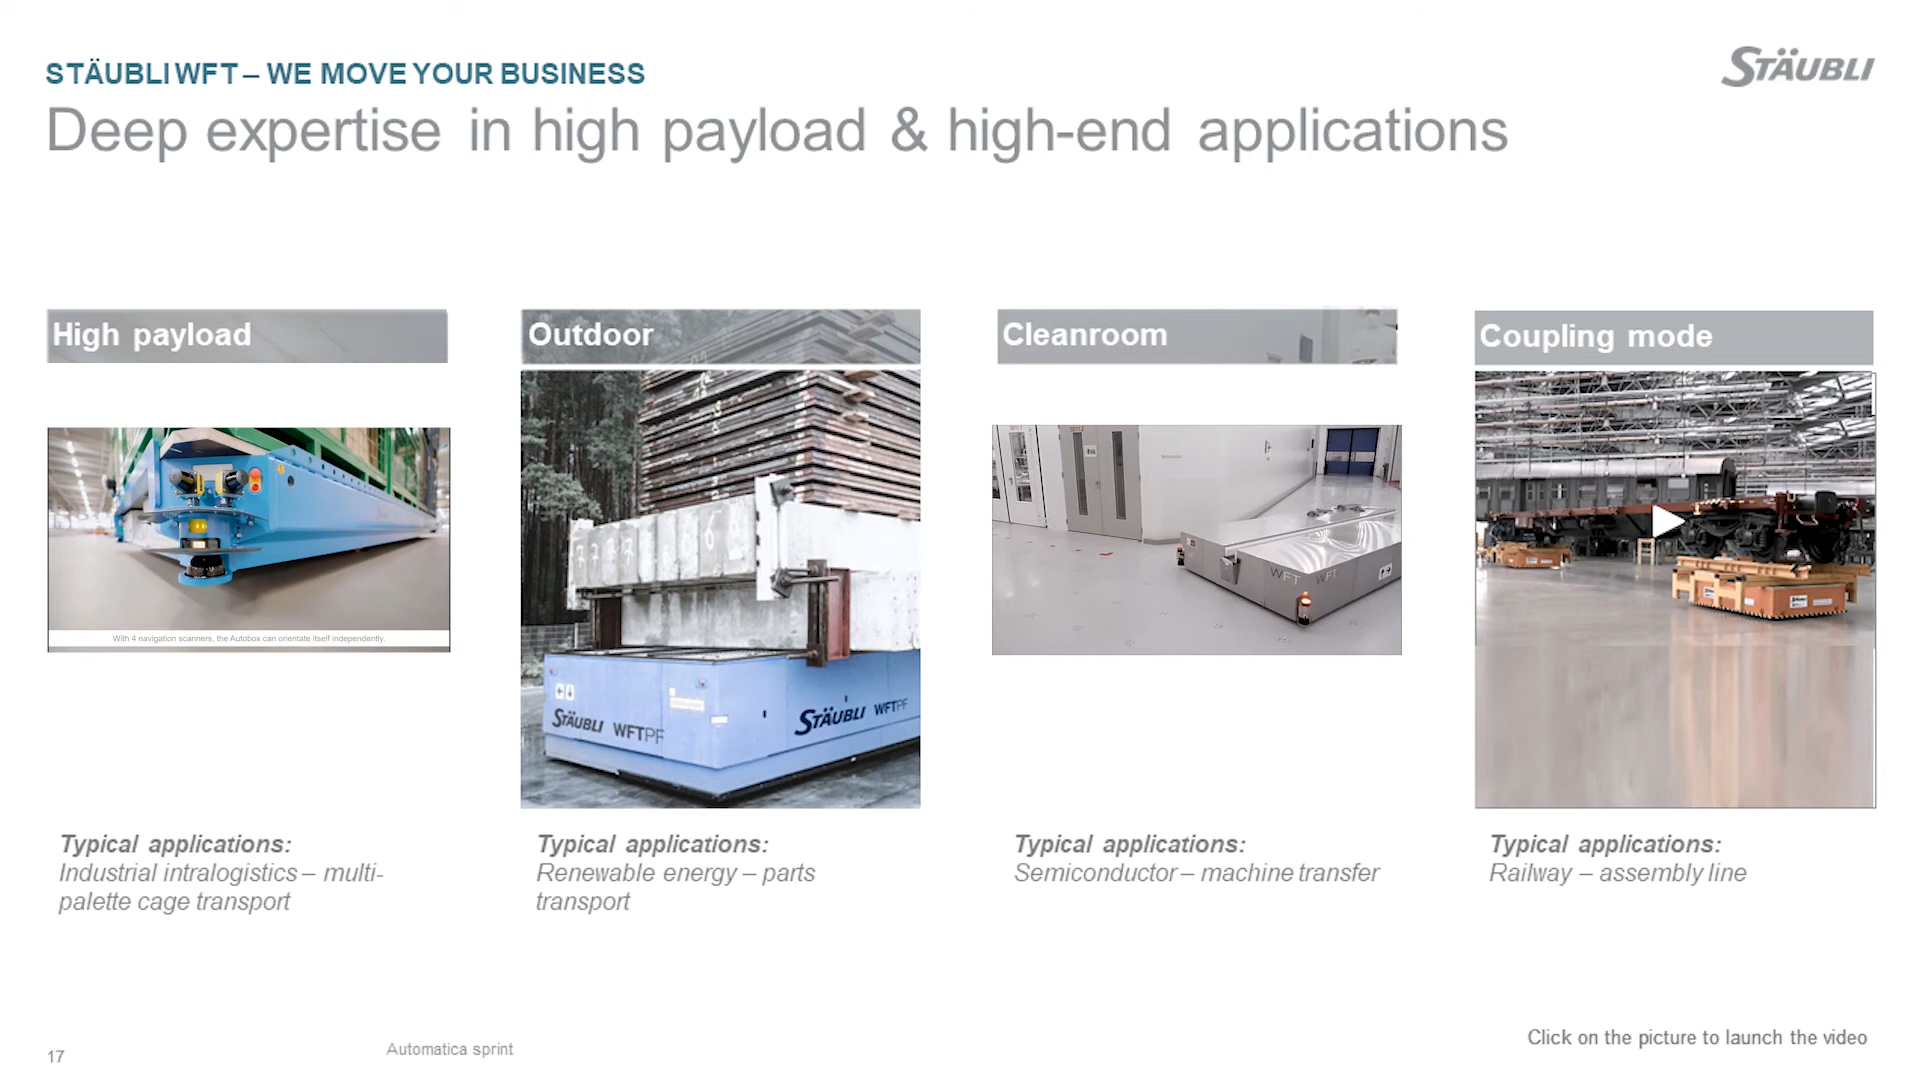 STÄUBLI WFT – WE MOVE YOUR BUSINESS
STÄUBLI
Deep expertise in high payload & high-end applications
High payload
Outdoor
Cleanroom
Coupling mode
With 4 navigation scanners, the Autobox can orientate itself independently.
STÄUBLI WFTPF
STÄUBLI WFTPF
WFT
WFT
Typical applications:
Industrial intralogistics – multi-
palette cage transport
Typical applications:
Renewable energy – parts
transport
Typical applications:
Semiconductor – machine transfer
Typical applications:
Railway – assembly line
17
Automatica sprint
Click on the picture to launch the video